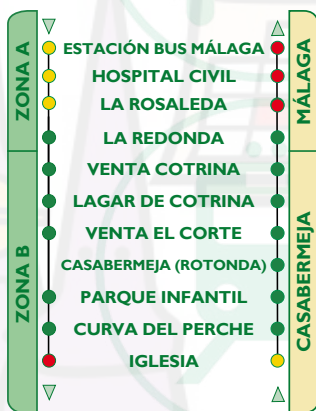 ZONA A
ZONA B
ESTACIÓN BUS MÁLAGA
HOSPITAL CIVIL
LA ROSALEDA
LA REDONDA
VENTA COTRINA
LAGAR DE COTRINA
VENTA EL CORTE
CASABERMEJA (ROTONDA)
PARQUE INFANTIL
CURVA DEL PERCHE
IGLESIA
MÁLAGA
CASABERMEJA